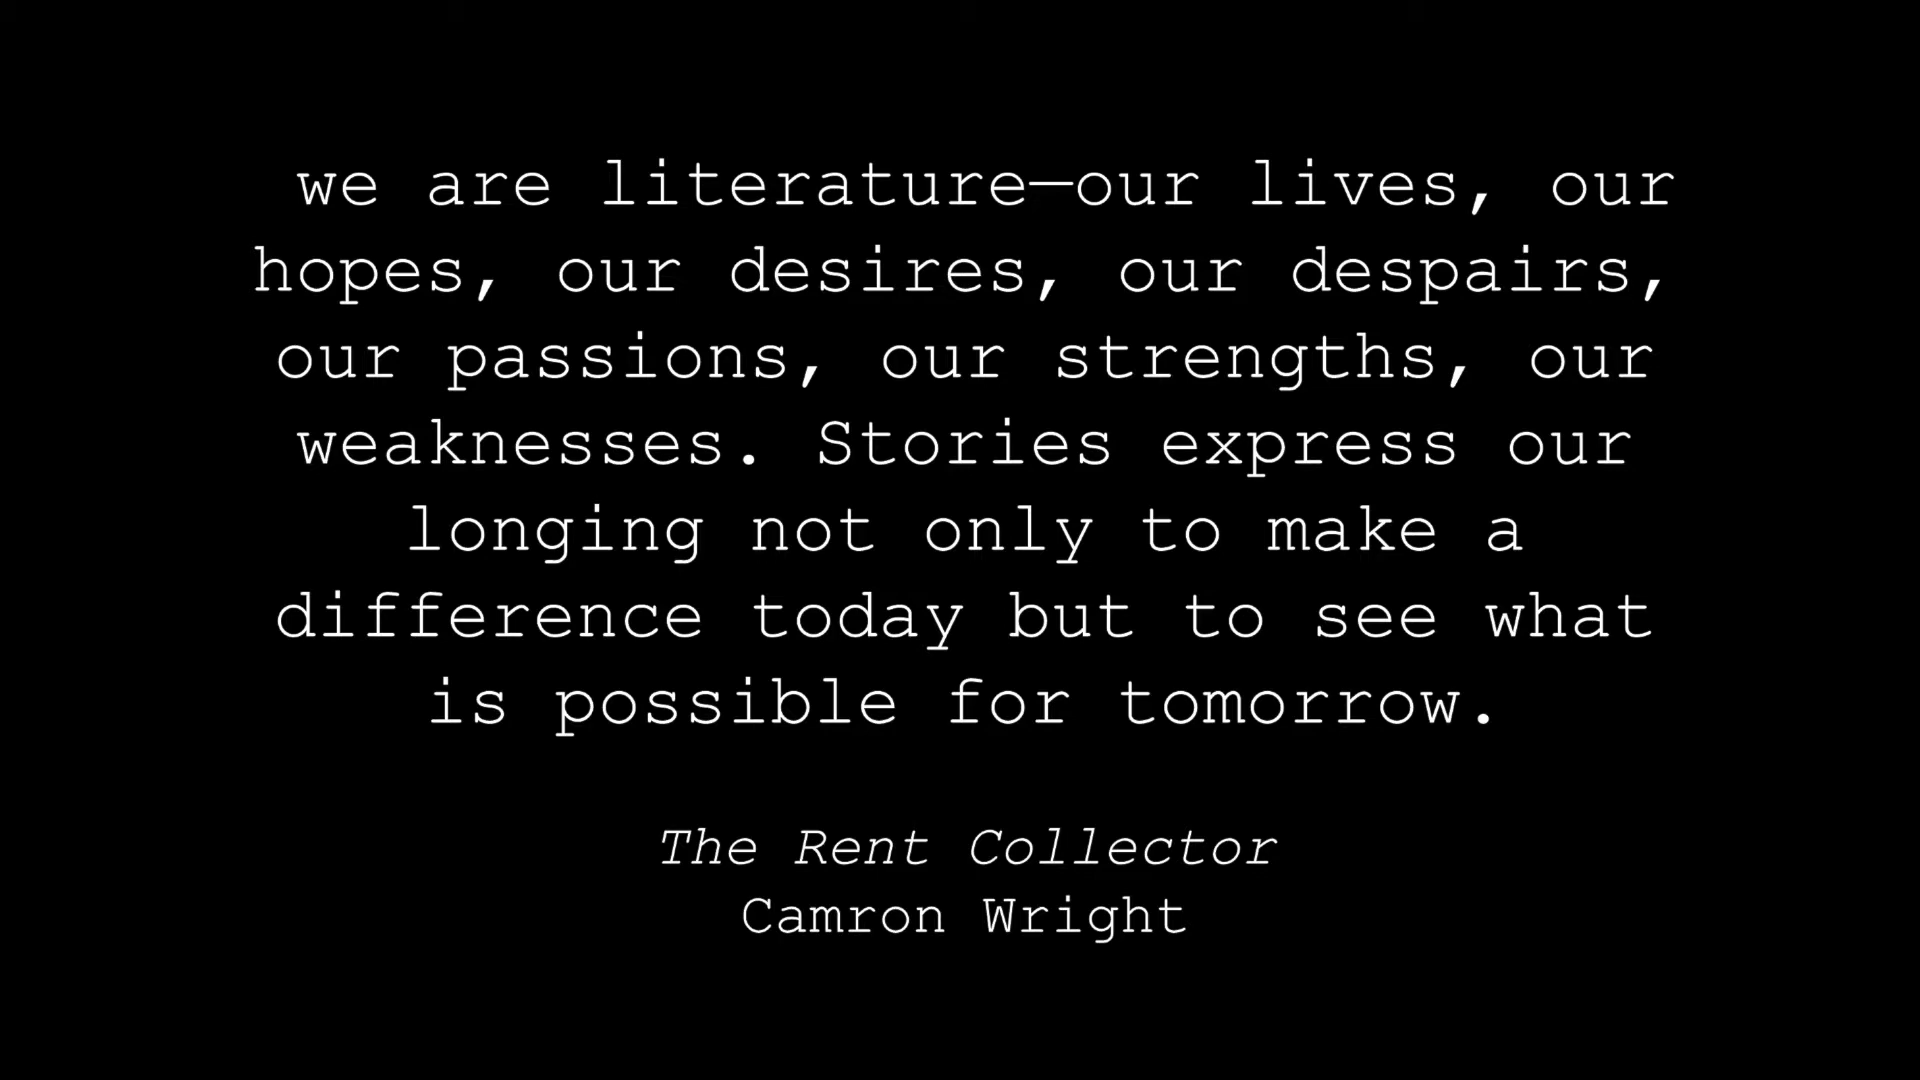 we are literature—our lives, our
hopes, our desires, our despairs,
our passions, our strengths, our
weaknesses. Stories express our
longing not only to make a
difference today but to see what
is possible for tomorrow.
The Rent Collector
Camron Wright